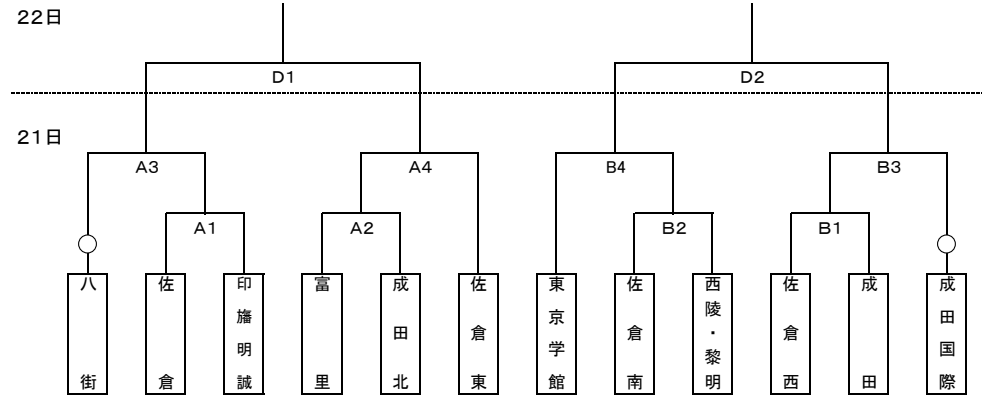 22日
D1
D2
21日
A3
A4
B4
B3
A1
A2
B2
B1
八街
佐倉
印旛明誠
富里
成田北
佐倉東
東京学館
佐倉南
西陵・黎明
佐倉西
成田
成田国際